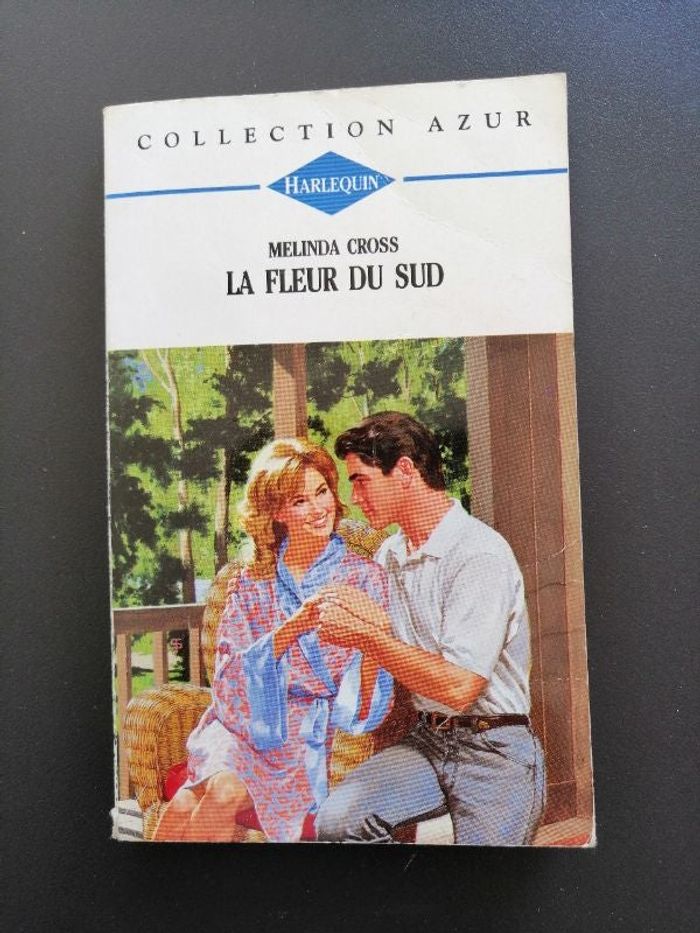 COLLECTION AZUR
HARLEQUIN
MELINDA CROSS
LA FLEUR DU SUD